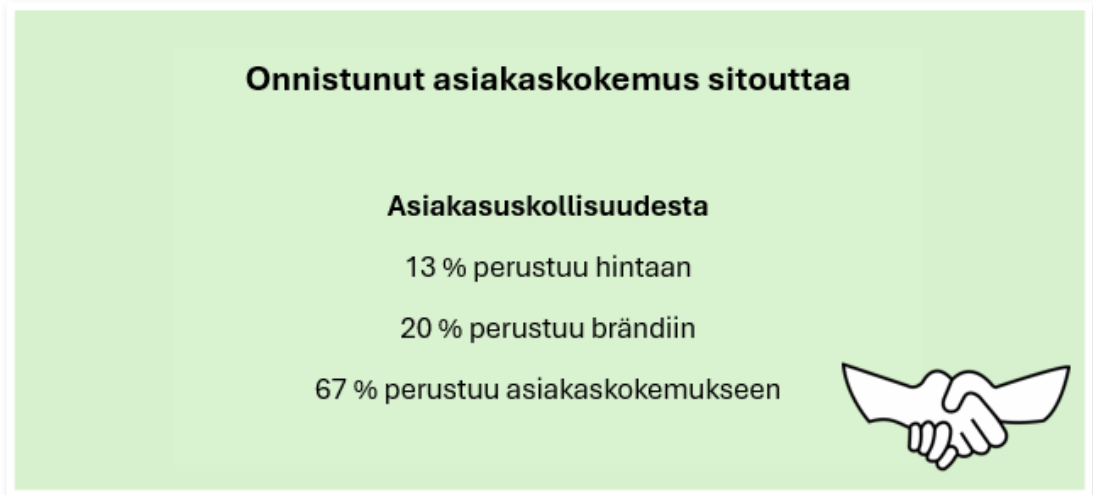 Onnistunut asiakaskokemus sitouttaa
Asiakasuskollisuudesta
13 % perustuu hintaan
20 % perustuu brändiin
67 % perustuu asiakaskokemukseen